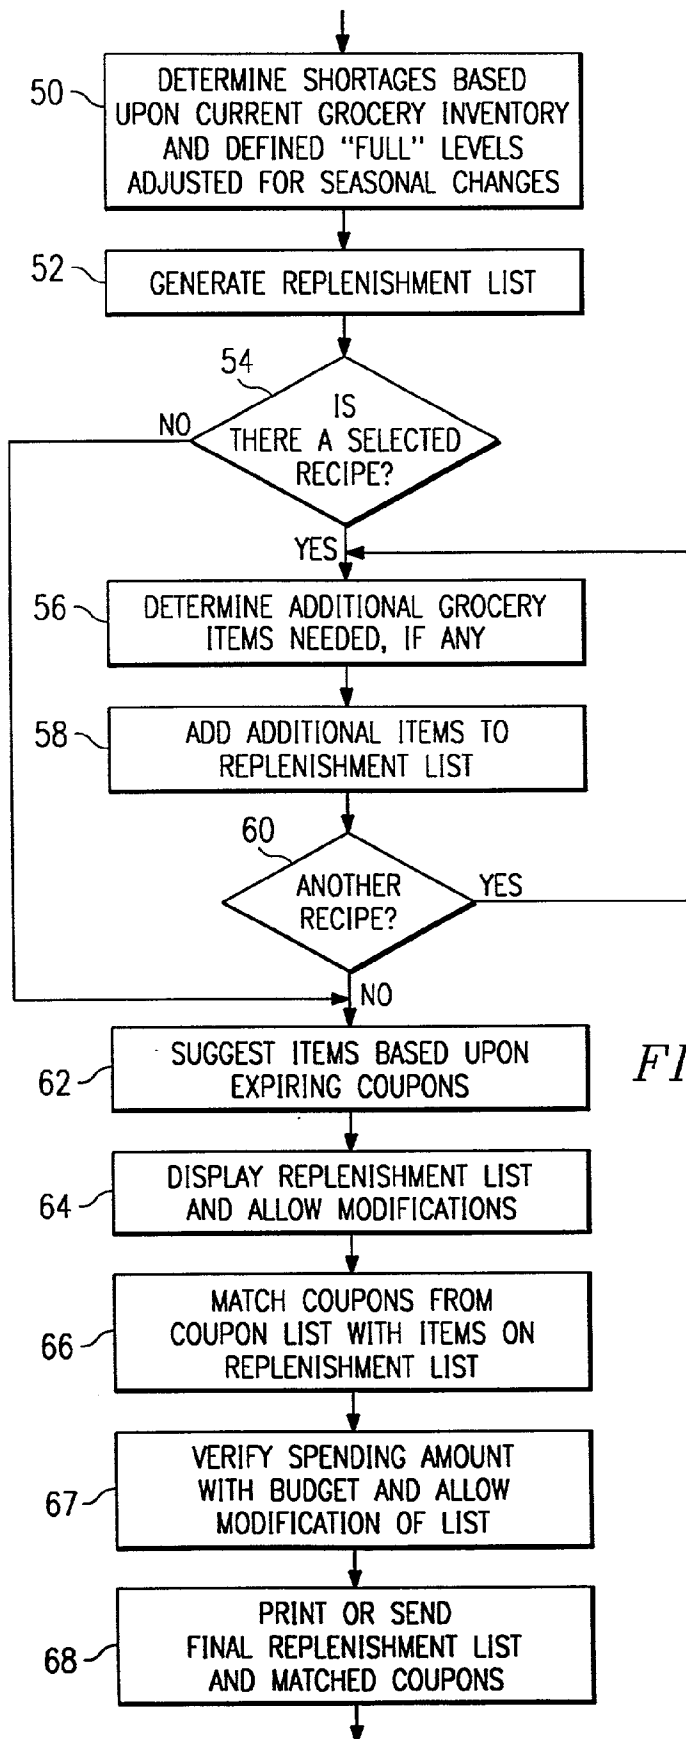 50
DETERMINE SHORTAGES BASED
UPON CURRENT GROCERY INVENTORY
AND DEFINED "FULL" LEVELS
ADJUSTED FOR SEASONAL CHANGES
52
GENERATE REPLENISHMENT LIST
54
NO
IS
THERE A SELECTED
RECIPE?
YES
56
DETERMINE ADDITIONAL GROCERY
ITEMS NEEDED, IF ANY
58
ADD ADDITIONAL ITEMS TO
REPLENISHMENT LIST
60
ANOTHER
RECIPE?
YES
NO
62
SUGGEST ITEMS BASED UPON
EXPIRING COUPONS
FI
64
DISPLAY REPLENISHMENT LIST
AND ALLOW MODIFICATIONS
66
MATCH COUPONS FROM
COUPON LIST WITH ITEMS ON
REPLENISHMENT LIST
67
VERIFY SPENDING AMOUNT
WITH BUDGET AND ALLOW
MODIFICATION OF LIST
68
PRINT OR SEND
FINAL REPLENISHMENT LIST
AND MATCHED COUPONS